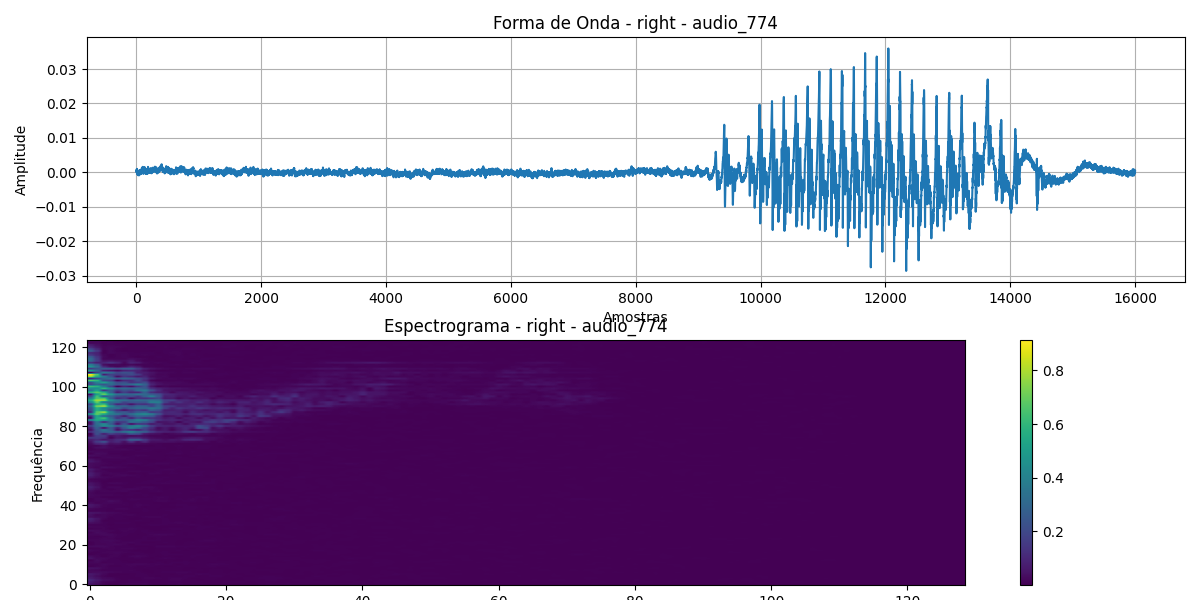 Forma de Onda - right - audio_774
Amplitude
0.03
0.02
0.01
0.00
−0.01
−0.02
−0.03
0 2000 4000 6000 8000 10000 12000 14000 16000
Amostras
Espectrograma - right - audio_774
Frequência
120
100
80
60
40
20
0
0 20 40 60 80 100 120
0.8
0.6
0.4
0.2